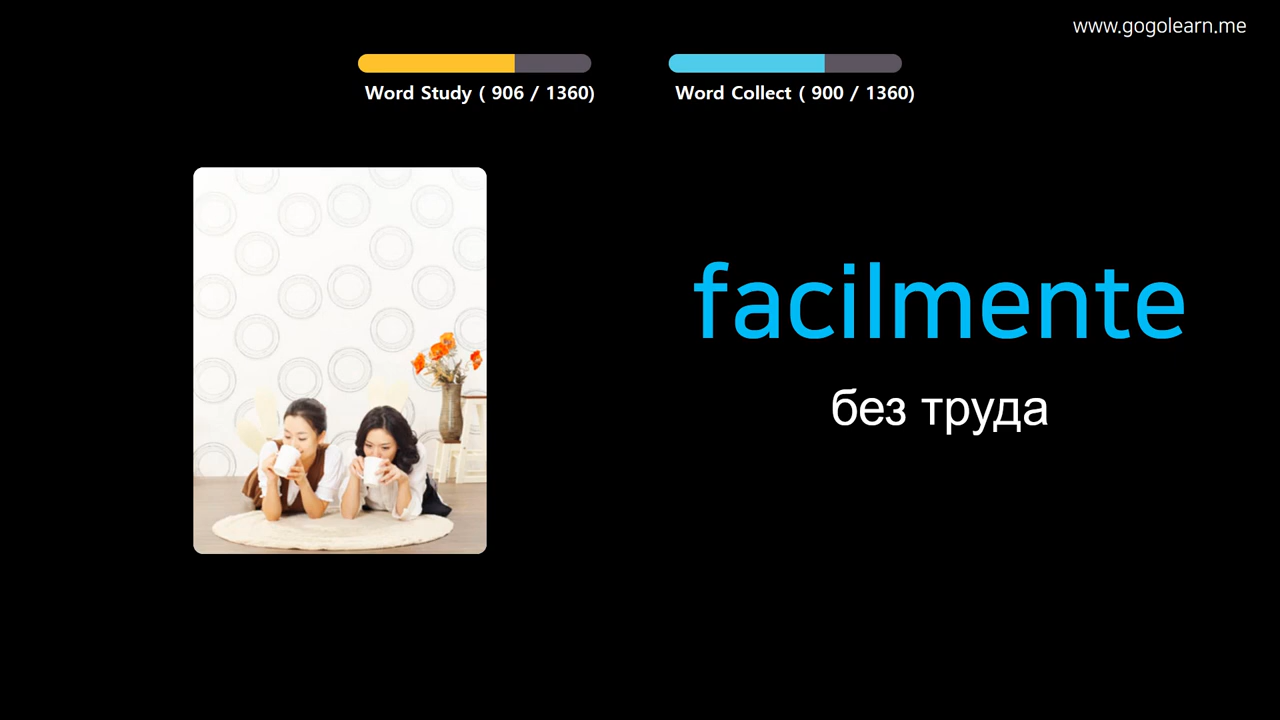 www.gogolearn.me
Word Study ( 906 / 1360)
Word Collect ( 900 / 1360)
facilmente
без труда